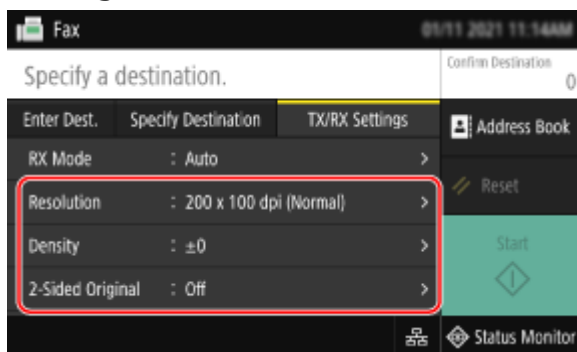 Fax
01/11 2021 11:14AM
Specify a destination.
Confirm Destination
0
Enter Dest.
Specify Destination
TX/RX Settings
Address Book
RX Mode : Auto
Reset
Resolution : 200 x 100 dpi (Normal)
Density : ±0
Start
2-Sided Original : Off
Status Monitor